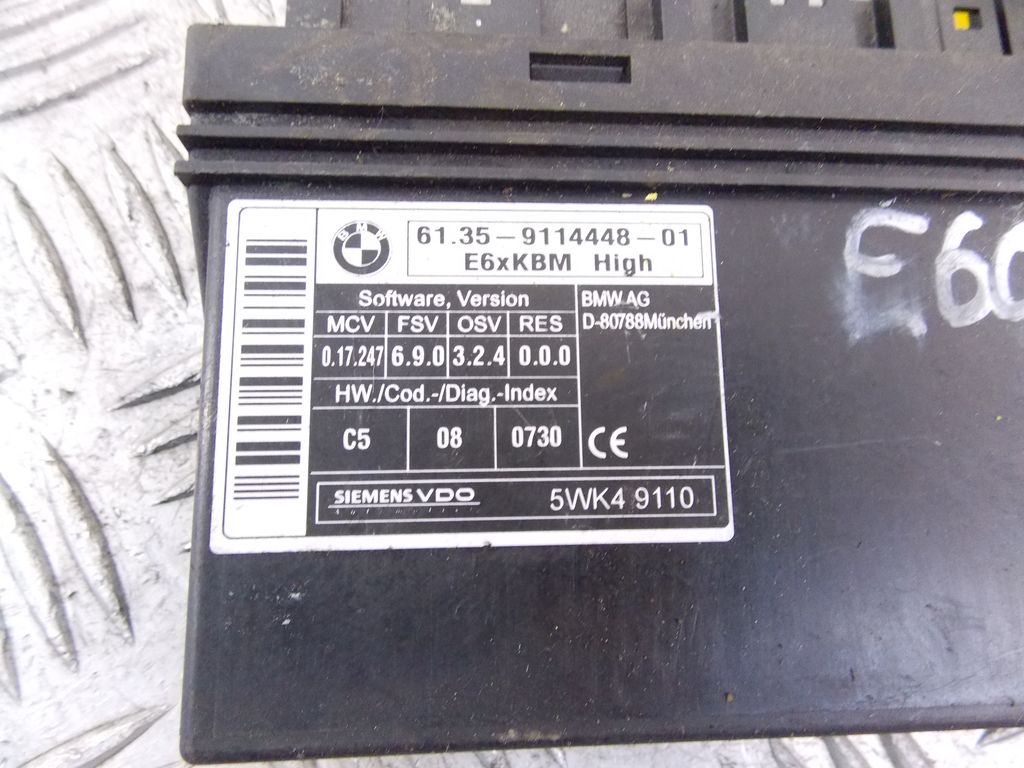 BMW
61.35-9114448-01
E6xKBM High
Software, Version
MCV FSV OSV RES
0.17.247 6.9.0 3.2.4 0.0.0
HW./Cod.-/Diag.-Index
C5 08 0730
BMW AG
D-80788München
CE
SIEMENS VDO
5WK4 9110
E60